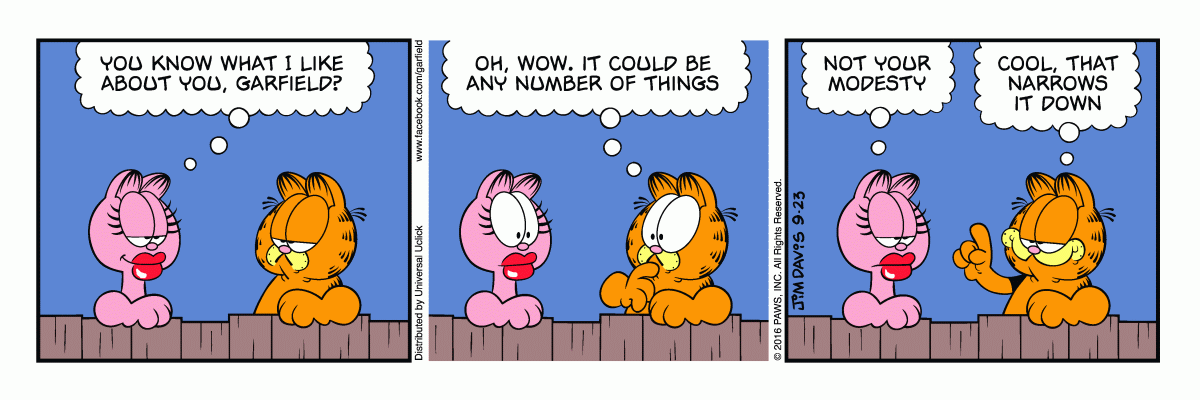 YOU KNOW WHAT I LIKE
ABOUT YOU, GARFIELD?
www.facebook.com/garfield
Distributed by Universal Uclick
OH, WOW. IT COULD BE
ANY NUMBER OF THINGS
© 2016 PAWS, INC. All Rights Reserved.
JIM DAVIS 9-23
NOT YOUR
MODESTY
COOL, THAT
NARROWS
IT DOWN